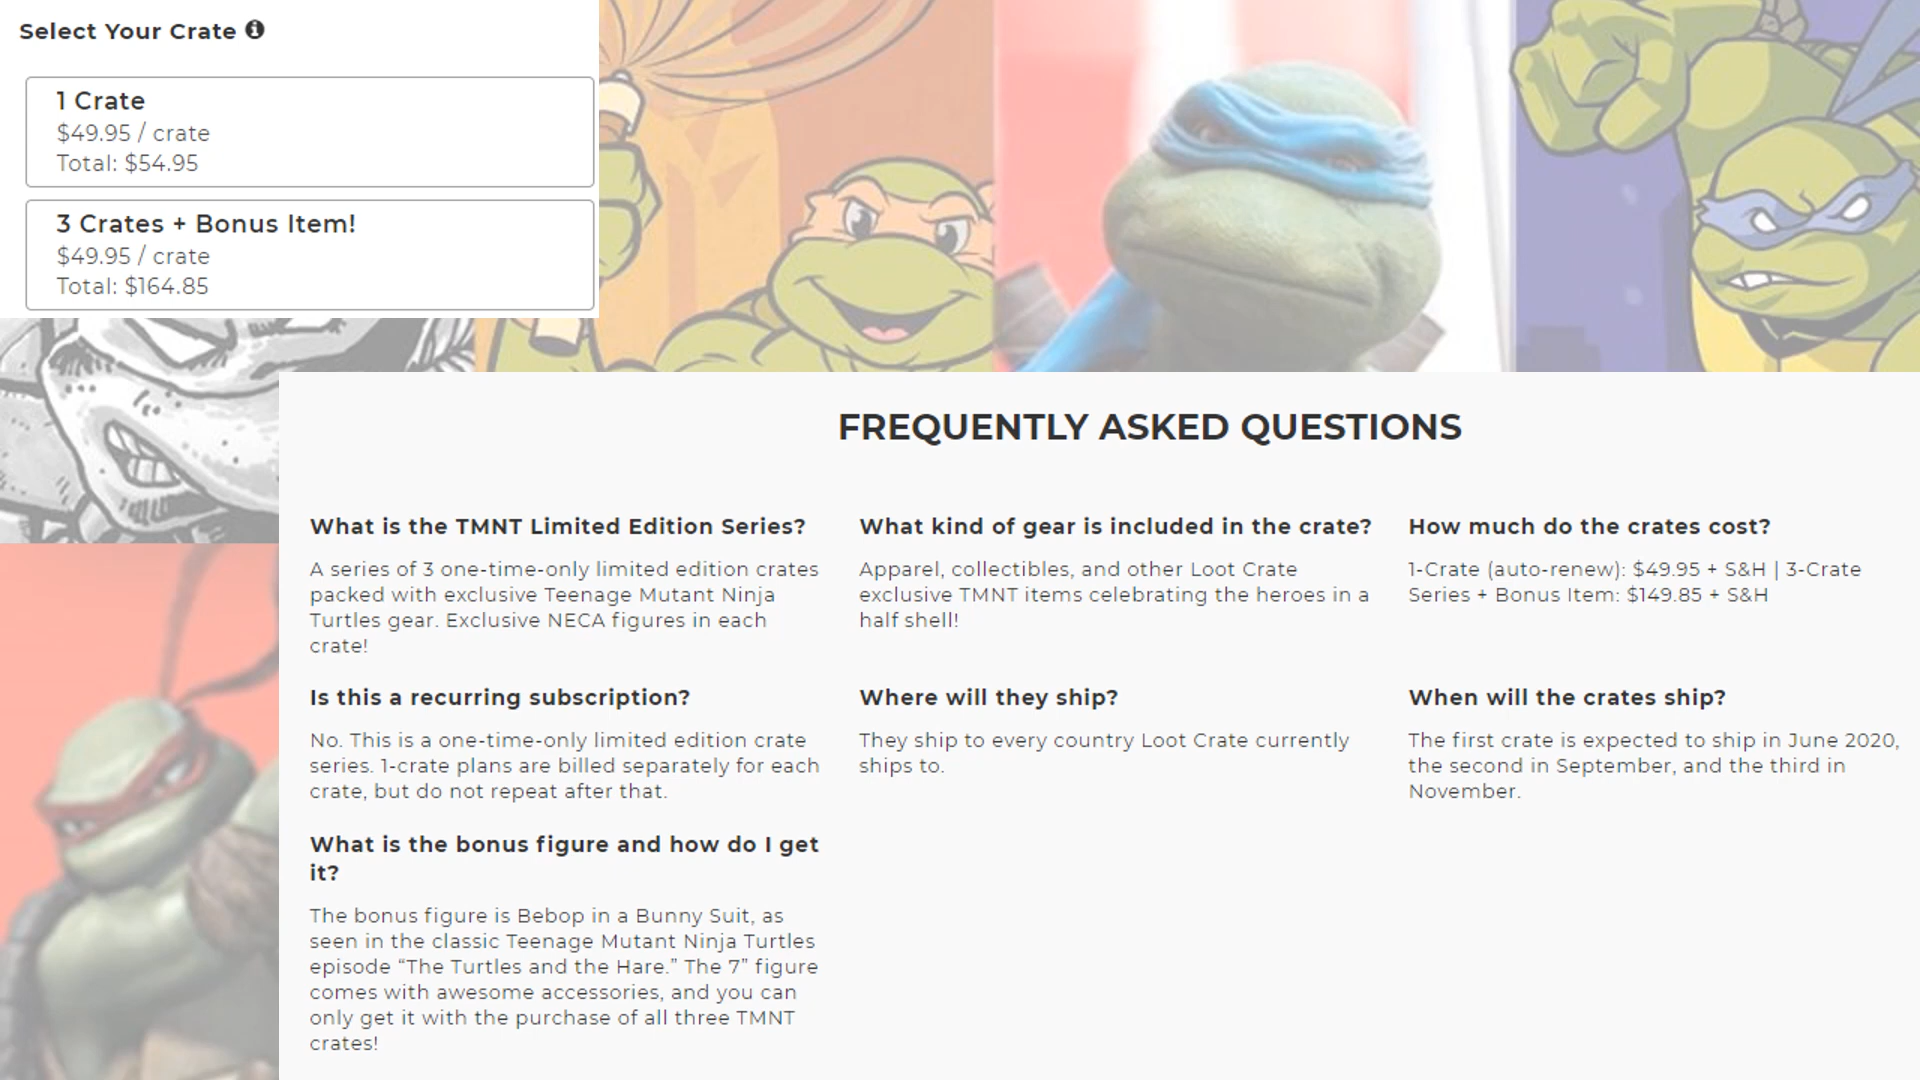 Select Your Crate
1 Crate
$49.95 / crate
Total: $54.95
3 Crates + Bonus Item!
$49.95 / crate
Total: $164.85
FREQUENTLY ASKED QUESTIONS
What is the TMNT Limited Edition Series?
A series of 3 one-time-only limited edition crates
packed with exclusive Teenage Mutant Ninja
Turtles gear. Exclusive NECA figures in each
crate!
What kind of gear is included in the crate?
Apparel, collectibles, and other Loot Crate
exclusive TMNT items celebrating the heroes in a
half shell!
How much do the crates cost?
1-Crate (auto-renew): $49.95 + S&H | 3-Crate
Series + Bonus Item: $149.85 + S&H
Is this a recurring subscription?
No. This is a one-time-only limited edition crate
series. 1-crate plans are billed separately for each
crate, but do not repeat after that.
Where will they ship?
They ship to every country Loot Crate currently
ships to.
When will the crates ship?
The first crate is expected to ship in June 2020,
the second in September, and the third in
November.
What is the bonus figure and how do I get
it?
The bonus figure is Bebop in a Bunny Suit, as
seen in the classic Teenage Mutant Ninja Turtles
episode “The Turtles and the Hare.” The 7” figure
comes with awesome accessories, and you can
only get it with the purchase of all three TMNT
crates!